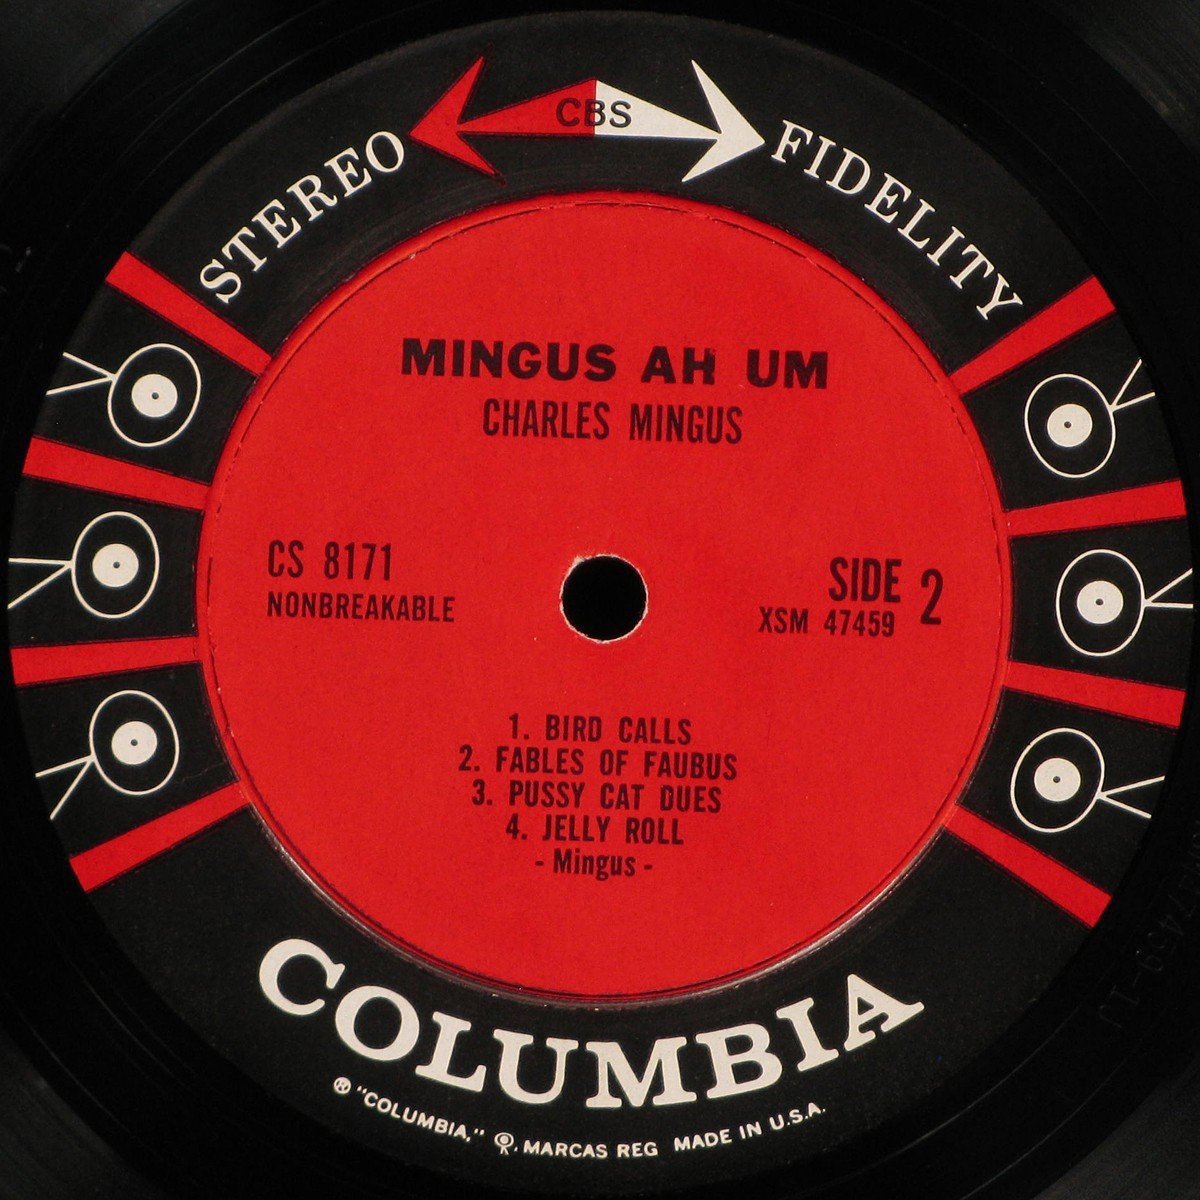 CBS
STEREO FIDELITY
MINGUS AH UM
CHARLES MINGUS
CS 8171
NONBREAKABLE
SIDE 2
XSM 47459
1. BIRD CALLS
2. FABLES OF FAUBUS
3. PUSSY CAT DUES
4. JELLY ROLL
- Mingus -
COLUMBIA
® "COLUMBIA," MARCAS REG MADE IN U.S.A.